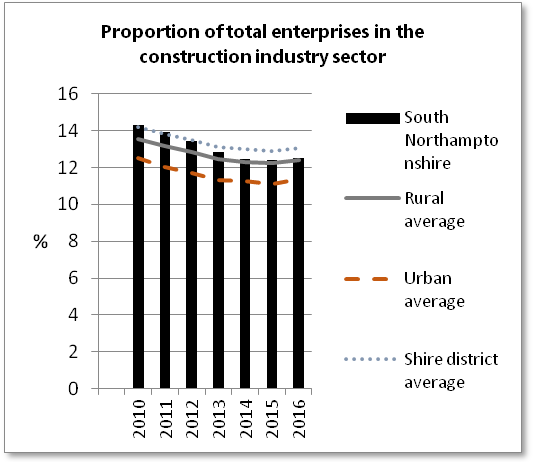 Proportion of total enterprises in the
construction industry sector
16
14
12
10
8
6
4
2
0
%
2010
2011
2012
2013
2014
2015
2016
South
Northampto
nshire
Rural
average
Urban
average
Shire district
average